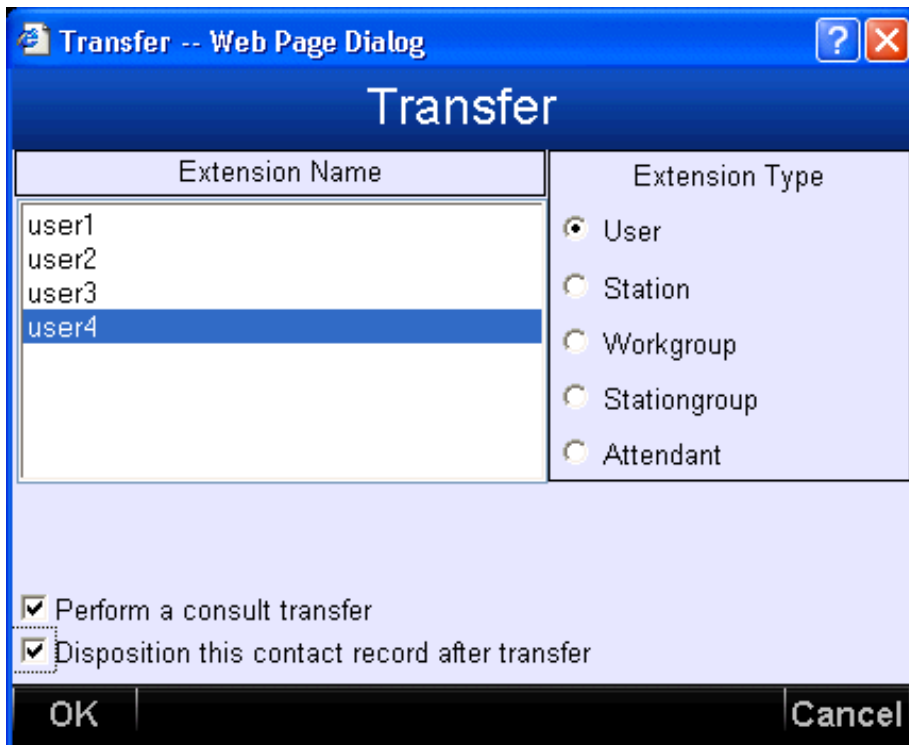 Transfer -- Web Page Dialog
Transfer
Extension Name
user1
user2
user3
user4
Extension Type
User
Station
Workgroup
Stationgroup
Attendant
Perform a consult transfer
Disposition this contact record after transfer
OK
Cancel